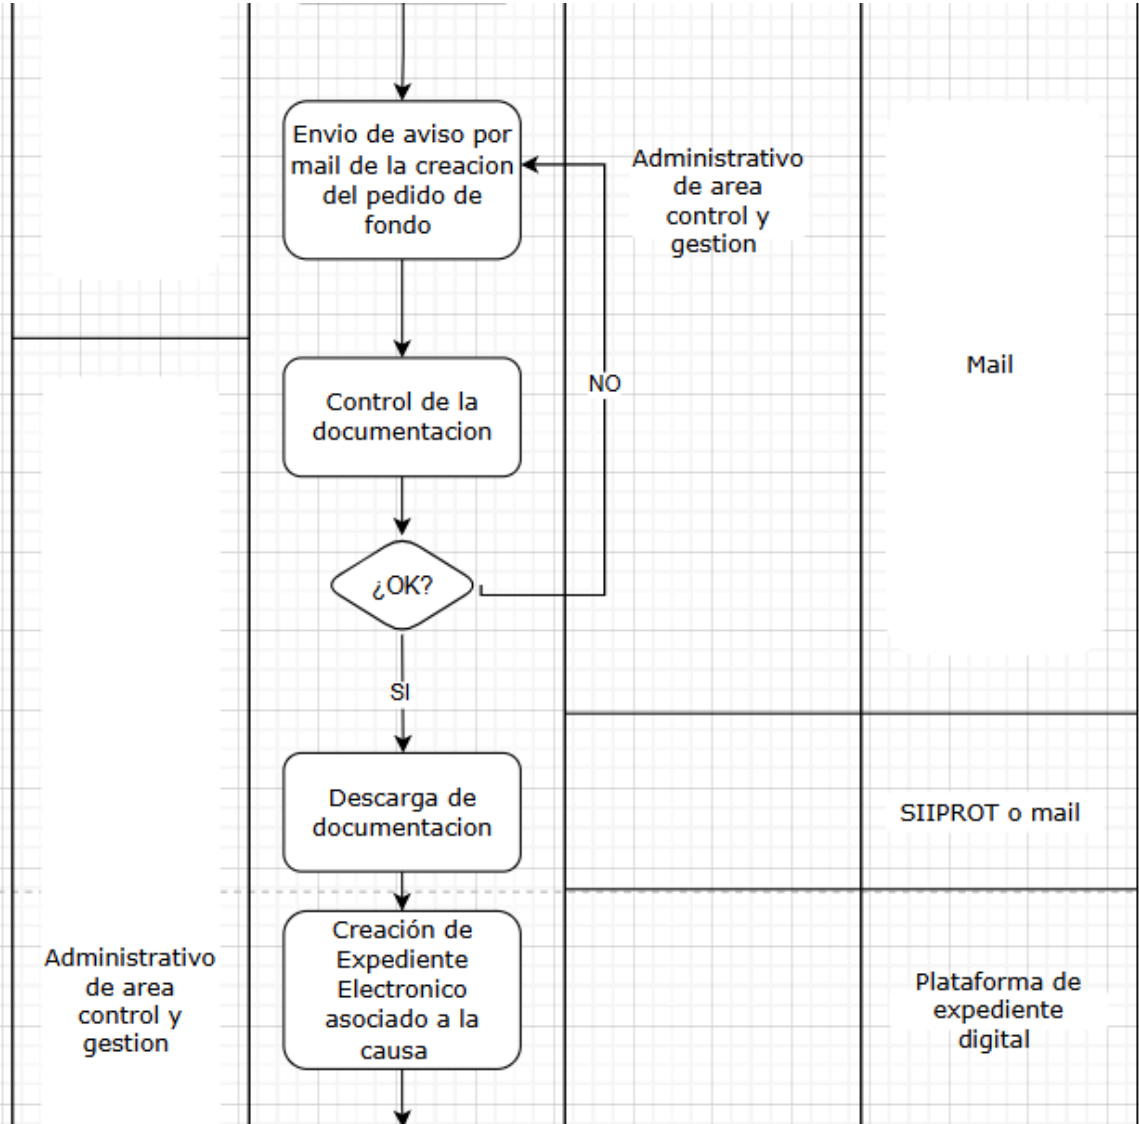 Envio de aviso por
mail de la creacion
del pedido de
fondo
Administrativo
de area
control y
gestion
Mail
NO
Control de la
documentacion
¿OK?
SI
Descarga de
documentacion
SIIPROT o mail
Administrativo
de area
control y
gestion
Creación de
Expediente
Electronico
asociado a la
causa
Plataforma de
expediente
digital